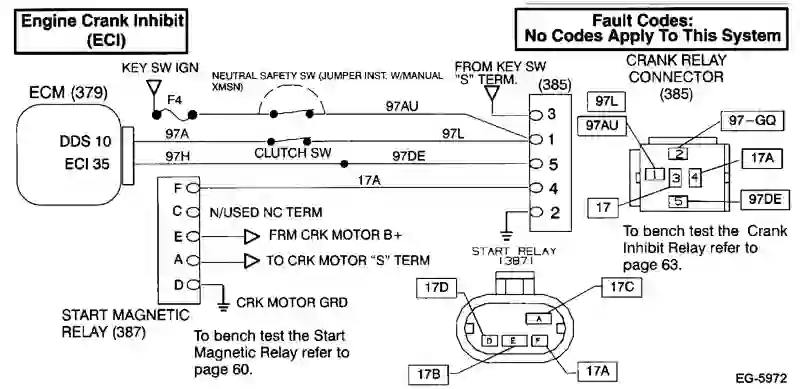 Engine Crank Inhibit
(ECI)
Fault Codes:
No Codes Apply To This System
KEY SW IGN
NEUTRAL SAFETY SW (JUMPER INST. W/MANUAL
XMSN)
FROM KEY SW
"S" TERM.
(385)
CRANK RELAY
CONNECTOR
(385)
ECM (379)
F4
97AU
3
97L
97-GQ
97AU
DDS 10
97A
97L
1
2
17A
CLUTCH SW
ECI 35
97H
97DE
5
1
3
4
F
17A
4
17
5
97DE
C
N/USED NC TERM
2
E
FRM CRK MOTOR B+
To bench test the Crank
Inhibit Relay refer to
page 63.
START RELAY
(387)
A
TO CRK MOTOR "S" TERM
D
CRK MOTOR GRD
17D
17C
START MAGNETIC
RELAY (387)
A
To bench test the Start
Magnetic Relay refer to
page 60.
D
E
F
17B
17A
EG-5972